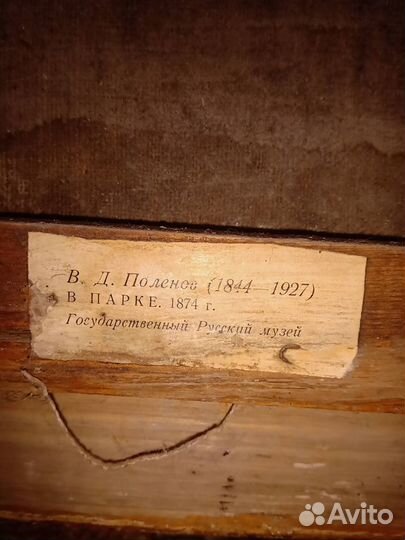 В. Д. Поленов (1844—1927)
В ПАРКЕ. 1874 г.
Государственный Русский музей
Avito